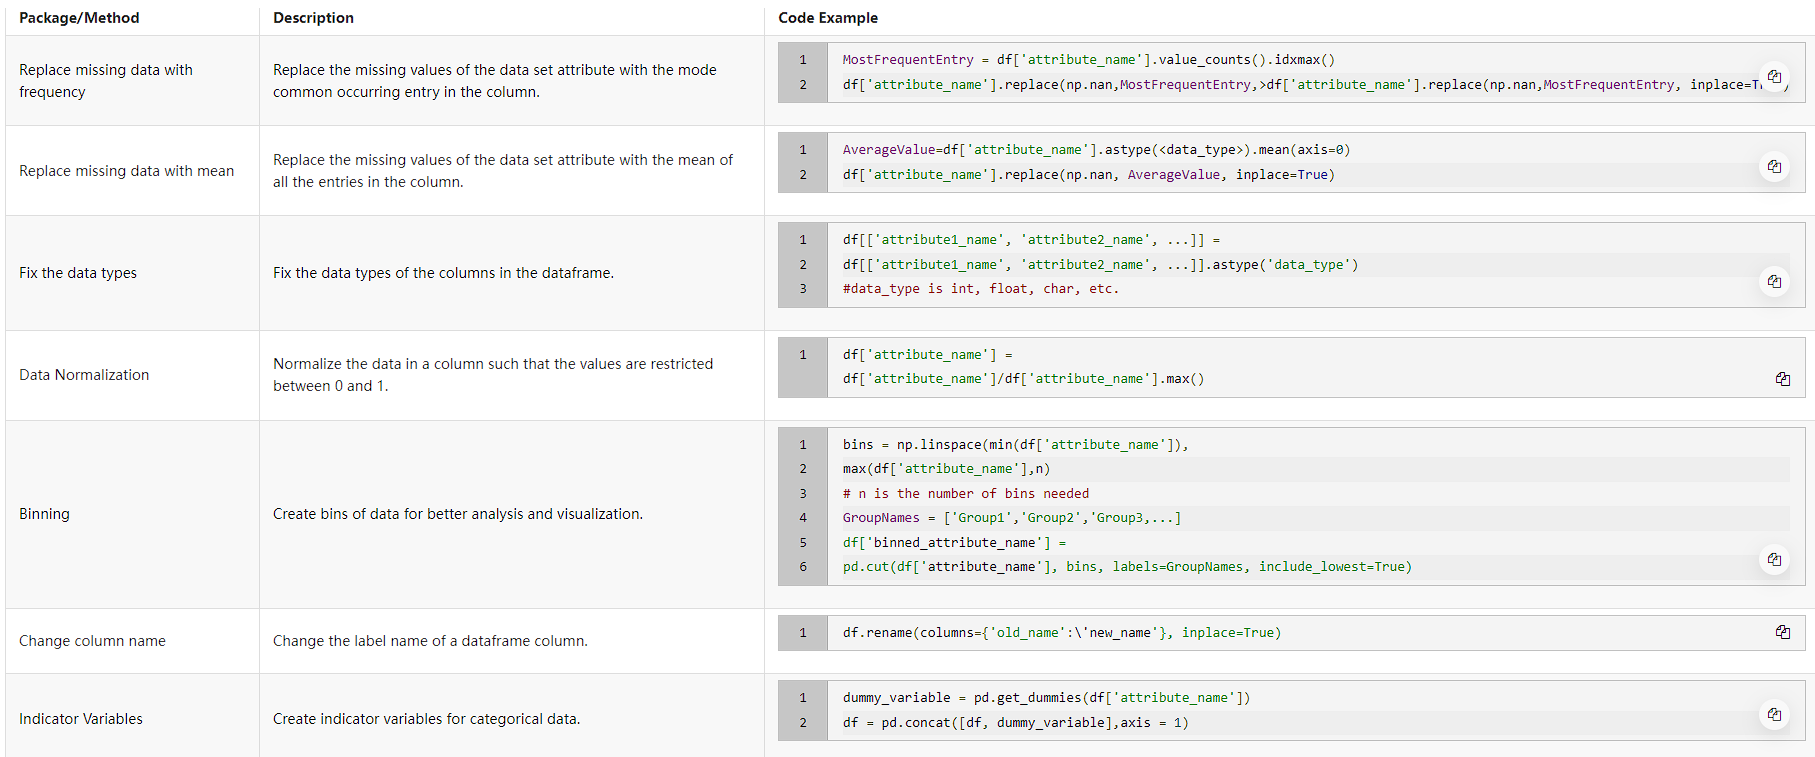 Package/Method
Description
Code Example
Replace missing data with
frequency
Replace the missing values of the data set attribute with the mode
common occurring entry in the column.
1 MostFrequentEntry = df['attribute_name'].value_counts().idxmax()
2 df['attribute_name'].replace(np.nan,MostFrequentEntry,>df['attribute_name'].replace(np.nan,MostFrequentEntry, inplace=T
Replace missing data with mean
Replace the missing values of the data set attribute with the mean of
all the entries in the column.
1 AverageValue=df['attribute_name'].astype(<data_type>).mean(axis=0)
2 df['attribute_name'].replace(np.nan, AverageValue, inplace=True)
Fix the data types
Fix the data types of the columns in the dataframe.
1 df[['attribute1_name', 'attribute2_name', ...]] =
2 df[['attribute1_name', 'attribute2_name', ...]].astype('data_type')
3 #data_type is int, float, char, etc.
Data Normalization
Normalize the data in a column such that the values are restricted
between 0 and 1.
1 df['attribute_name'] =
df['attribute_name']/df['attribute_name'].max()
Binning
Create bins of data for better analysis and visualization.
1 bins = np.linspace(min(df['attribute_name']),
2 max(df['attribute_name'],n)
3 # n is the number of bins needed
4 GroupNames = ['Group1','Group2','Group3,...]
5 df['binned_attribute_name'] =
6 pd.cut(df['attribute_name'], bins, labels=GroupNames, include_lowest=True)
Change column name
Change the label name of a dataframe column.
1 df.rename(columns={'old_name':\'new_name'}, inplace=True)
Indicator Variables
Create indicator variables for categorical data.
1 dummy_variable = pd.get_dummies(df['attribute_name'])
2 df = pd.concat([df, dummy_variable],axis = 1)